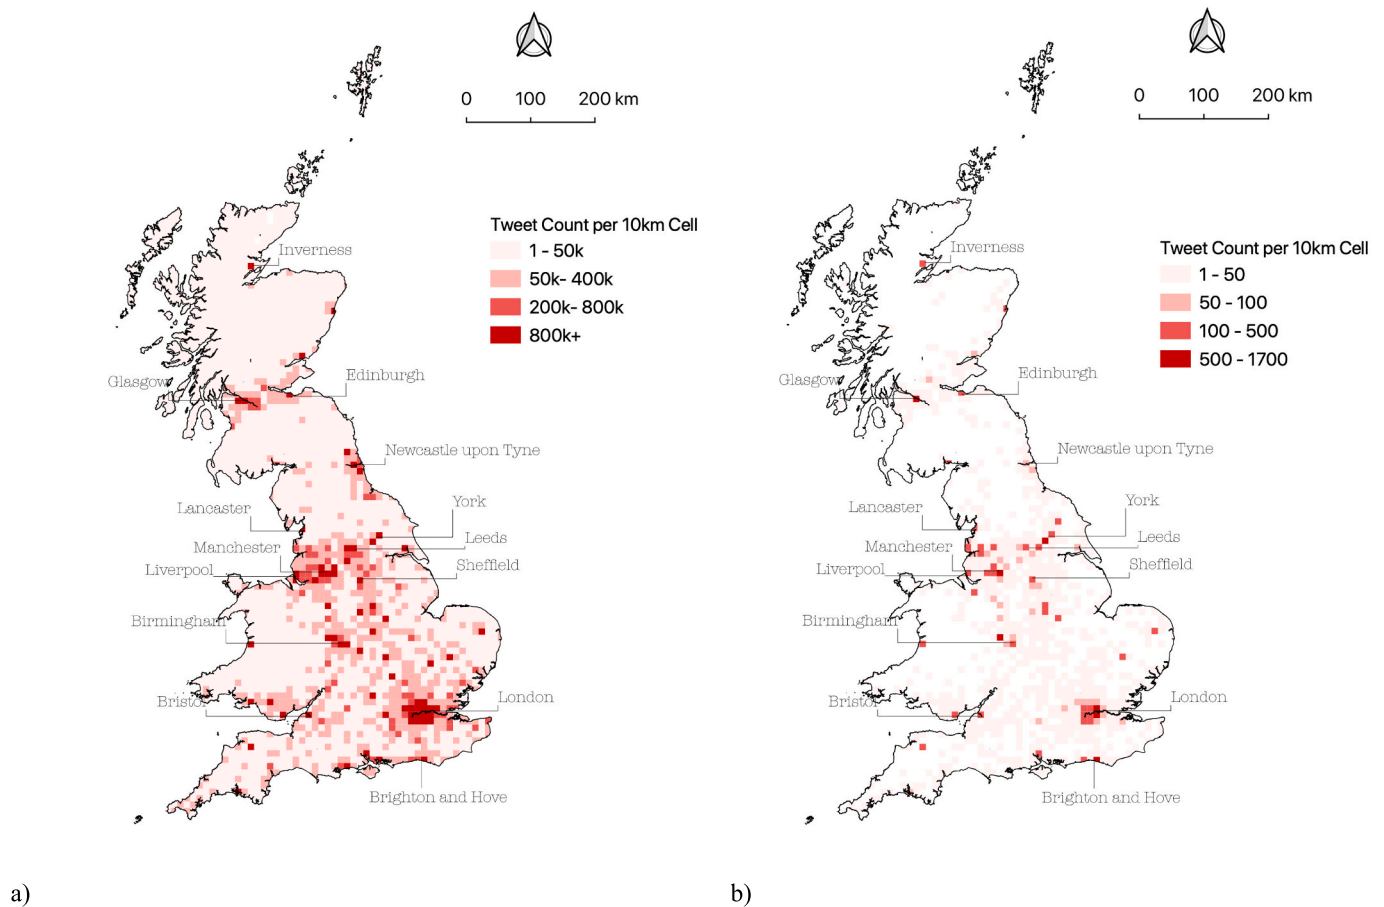 0 100 200 km
Tweet Count per 10km Cell
1 - 50k
50k- 400k
200k- 800k
800k+
Inverness
Glasgow
Edinburgh
Newcastle upon Tyne
Lancaster
York
Manchester
Leeds
Liverpool
Sheffield
Birmingham
Bristol
London
Brighton and Hove
a)
0 100 200 km
Tweet Count per 10km Cell
1 - 50
50 - 100
100 - 500
500 - 1700
Inverness
Glasgow
Edinburgh
Newcastle upon Tyne
Lancaster
York
Manchester
Leeds
Liverpool
Sheffield
Birmingham
Bristol
London
Brighton and Hove
b)